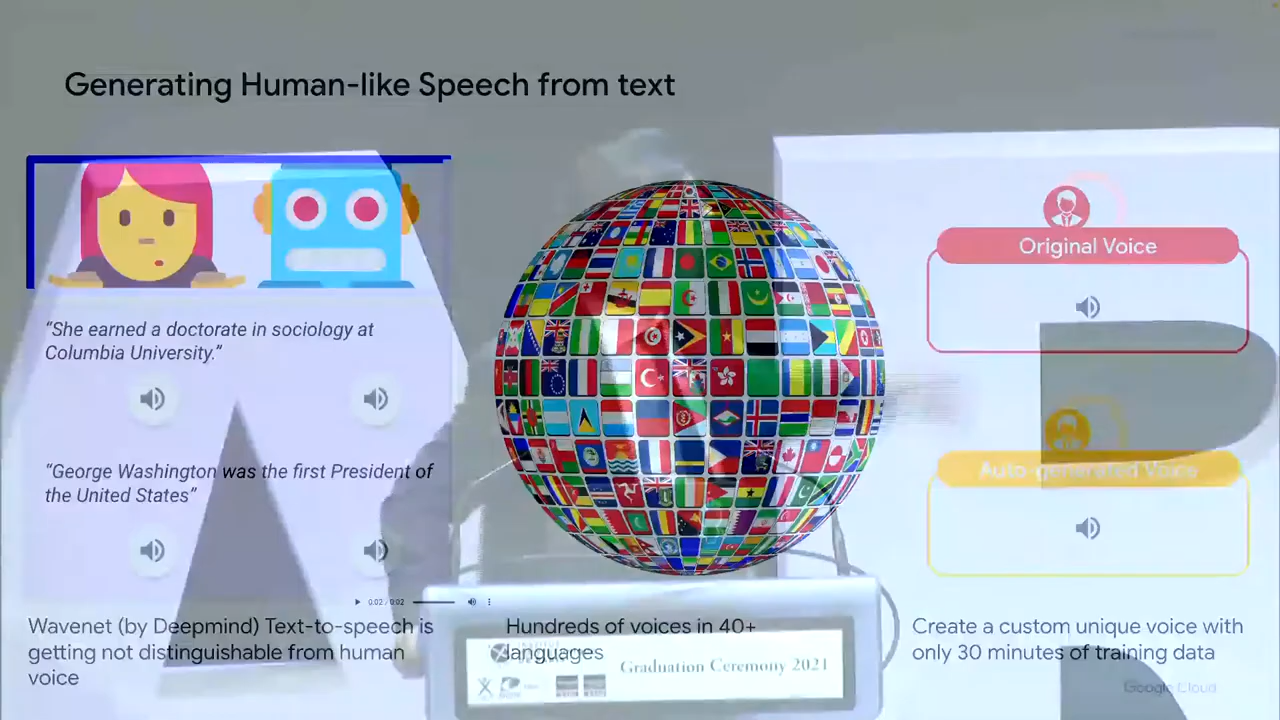 Generating Human-like Speech from text
“She earned a doctorate in sociology at
Columbia University.”
“George Washington was the first President of
the United States”
0:02 / 0:02
Wavenet (by Deepmind) Text-to-speech is
getting not distinguishable from human
voice
Hundreds of voices in 40+
languages
Graduation Ceremony 2021
Original Voice
Auto-generated Voice
Create a custom unique voice with
only 30 minutes of training data
Google Cloud